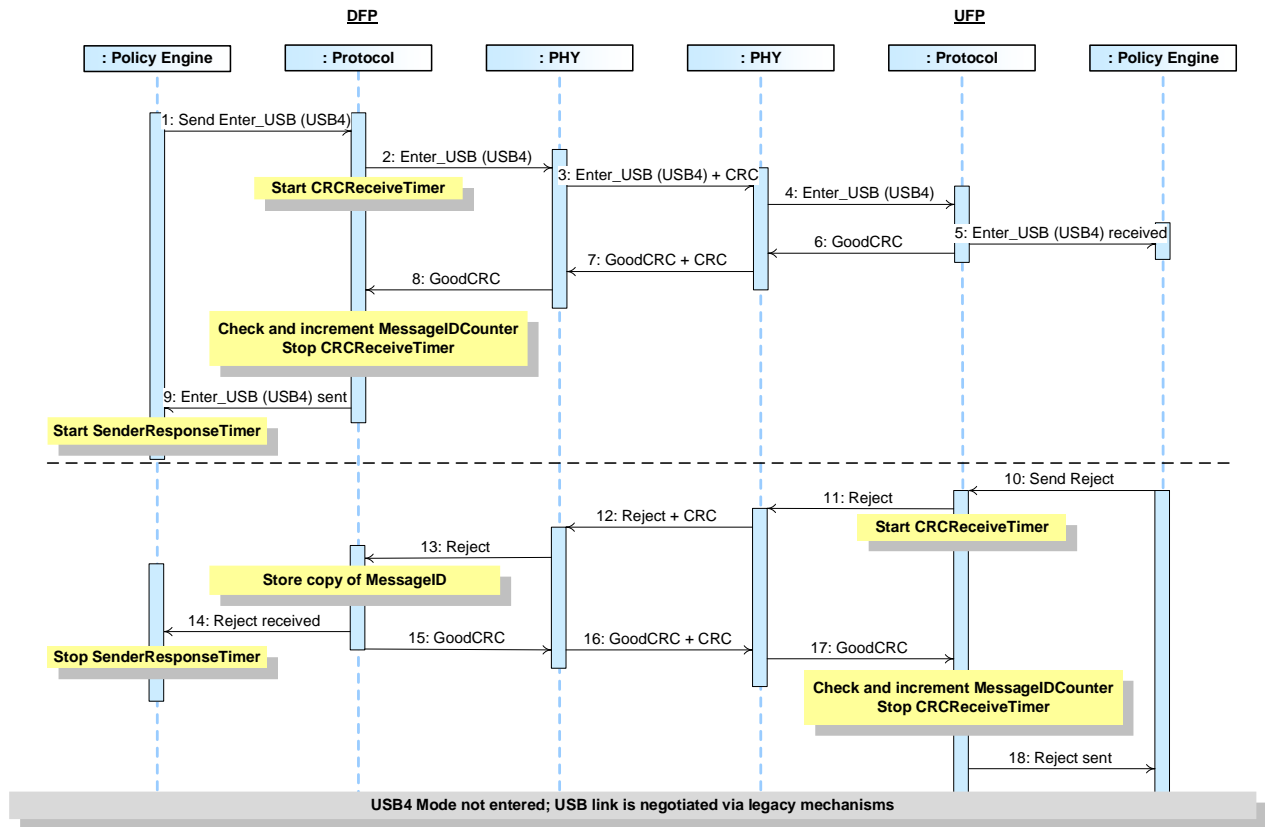 DFP
UFP
: Policy Engine
: Protocol
: PHY
: PHY
: Protocol
: Policy Engine
1: Send Enter_USB (USB4)
2: Enter_USB (USB4)
Start CRCReceiveTimer
3: Enter_USB (USB4) + CRC
4: Enter_USB (USB4)
5: Enter_USB (USB4) received
6: GoodCRC
7: GoodCRC + CRC
8: GoodCRC
Check and increment MessageIDCounter
Stop CRCReceiveTimer
9: Enter_USB (USB4) sent
Start SenderResponseTimer
10: Send Reject
11: Reject
Start CRCReceiveTimer
12: Reject + CRC
13: Reject
Store copy of MessageID
14: Reject received
Stop SenderResponseTimer
15: GoodCRC
16: GoodCRC + CRC
17: GoodCRC
Check and increment MessageIDCounter
Stop CRCReceiveTimer
18: Reject sent
USB4 Mode not entered; USB link is negotiated via legacy mechanisms